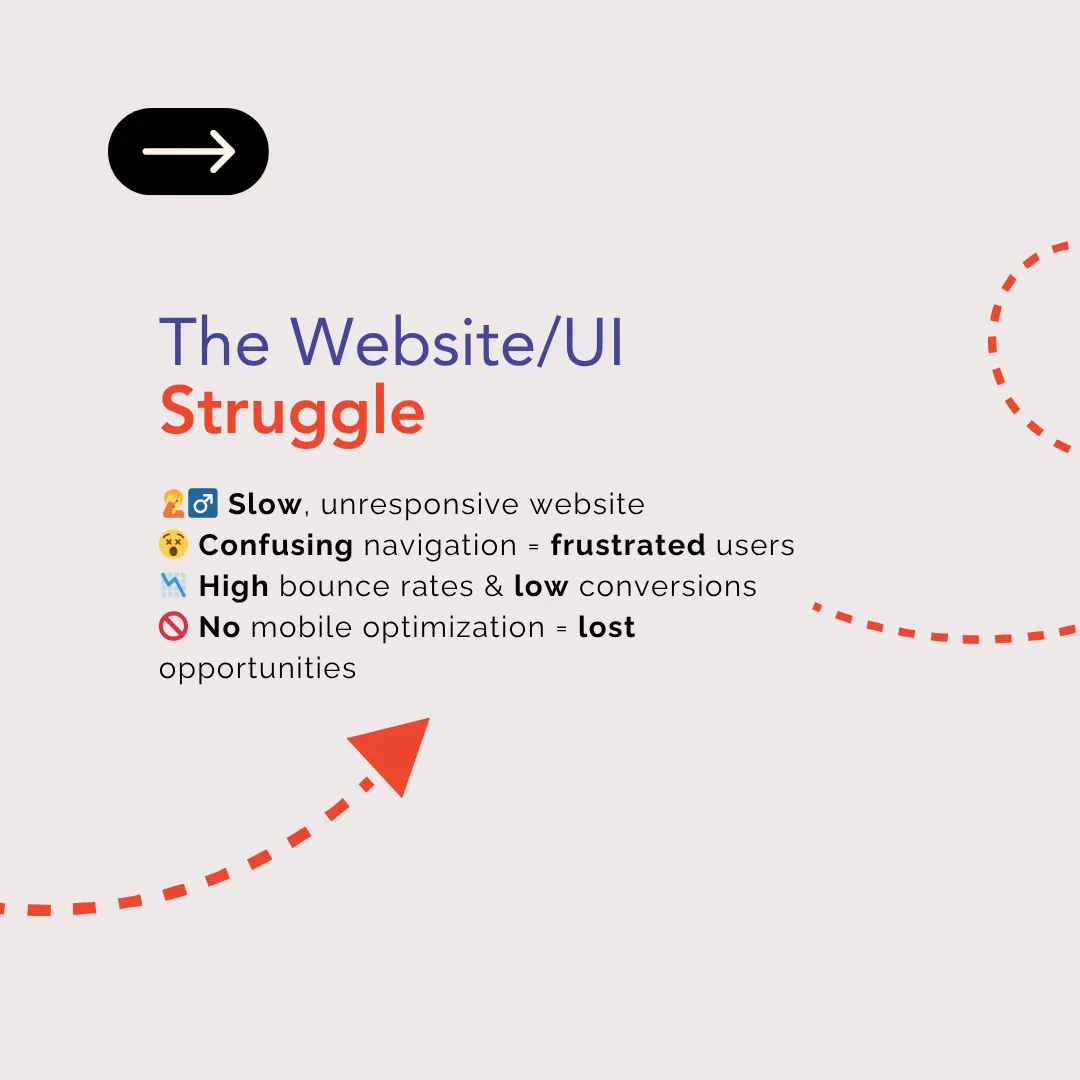 The Website/UI
Struggle
🤦♂ Slow, unresponsive website
😵 Confusing navigation = frustrated users
📉 High bounce rates & low conversions
🚫 No mobile optimization = lost
opportunities